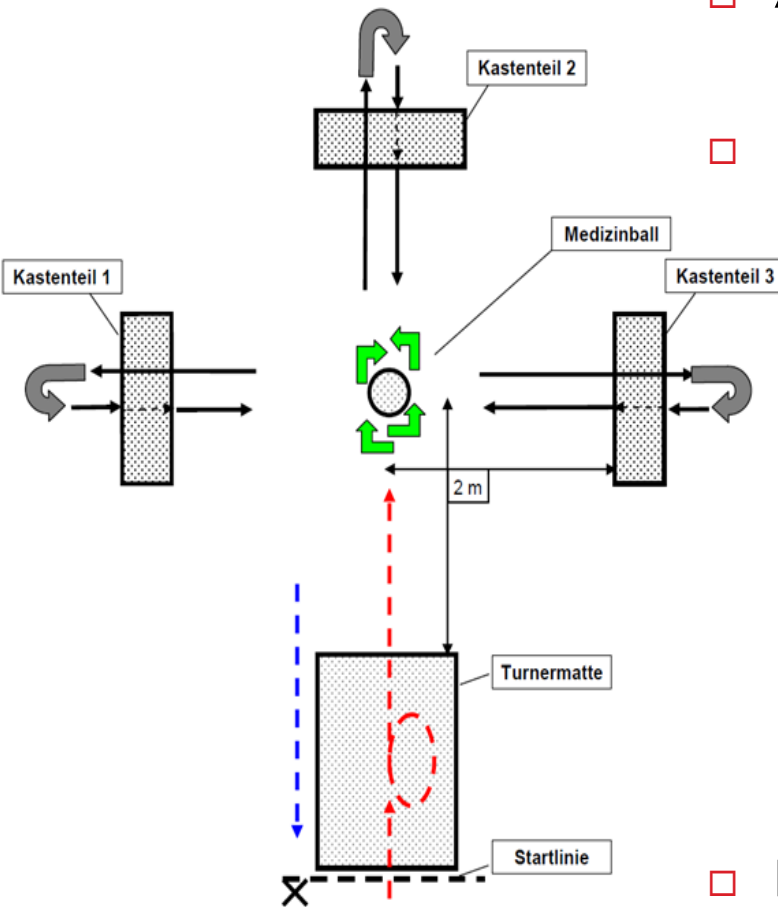 Kastenteil 2
Medizinball
Kastenteil 1
Kastenteil 3
2 m
Turnermatte
Startlinie
X